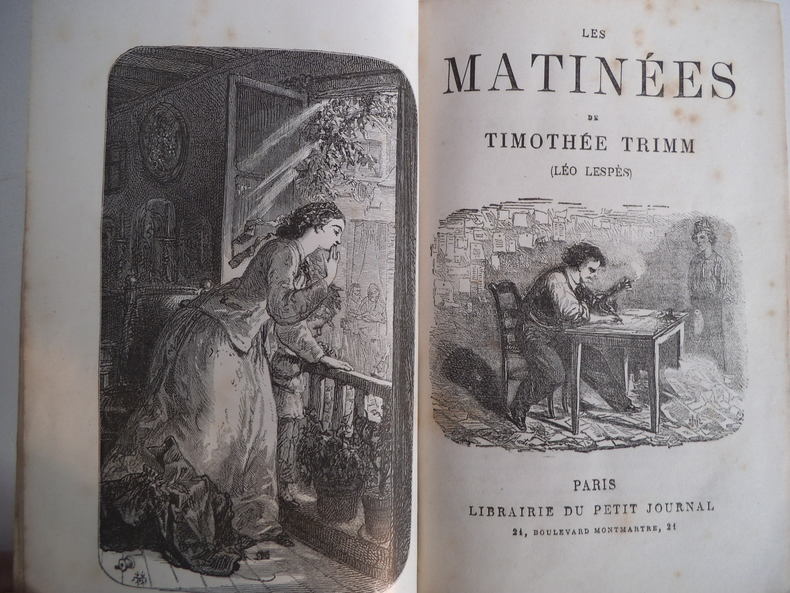 LES
MATINÉES
DE
TIMOTHÉE TRIMM
(LÉO LESPÈS)
PARIS
LIBRAIRIE DU PETIT JOURNAL
21, BOULEVARD MONTMARTRE, 21